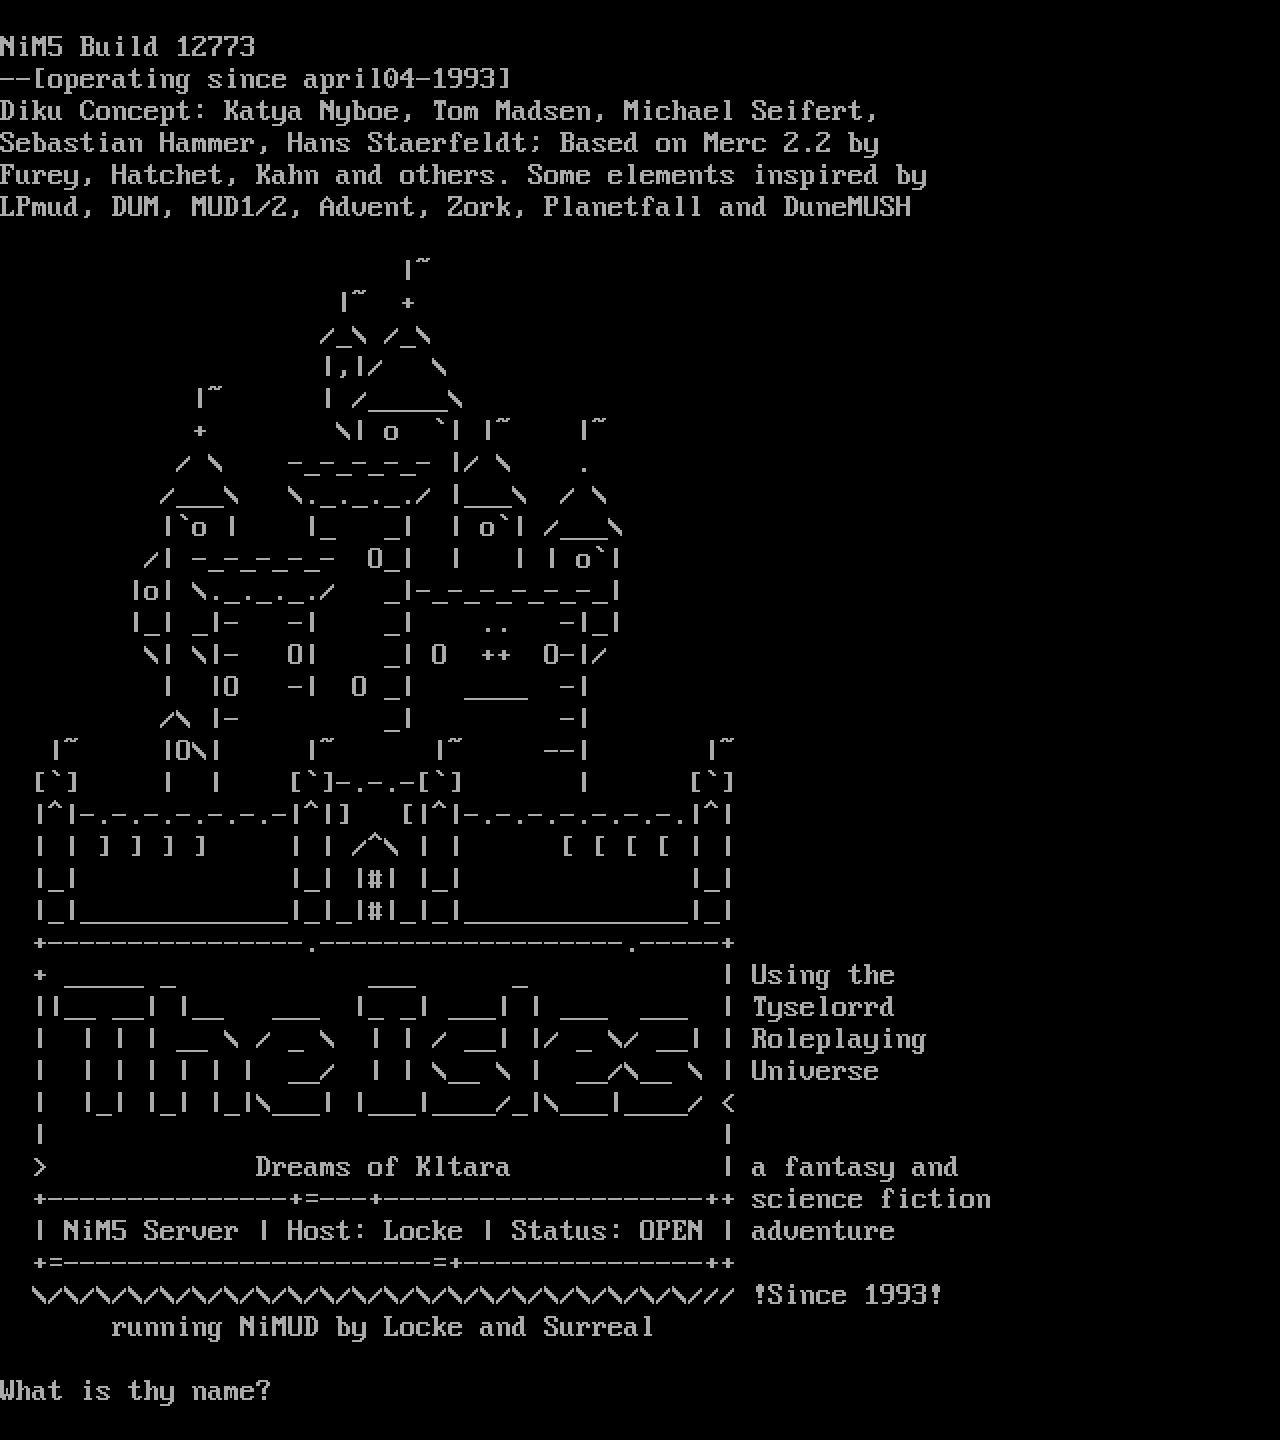 NiM5 Build 12773
--[operating since april04-1993]
Diku Concept: Katya Nyboe, Tom Madsen, Michael Seifert,
Sebastian Hammer, Hans Staerfeldt; Based on Merc 2.2 by
Furey, Hatchet, Kahn and others. Some elements inspired by
LPmud, DUM, MUD1/2, Advent, Zork, Planetfall and DuneMUSH
The Isles
Using the
Tyselorrd
Roleplaying
Universe
Dreams of Kltara
a fantasy and
science fiction
adventure
| NiM5 Server | Host: Locke | Status: OPEN |
!Since 1993!
running NiMUD by Locke and Surreal
What is thy name?